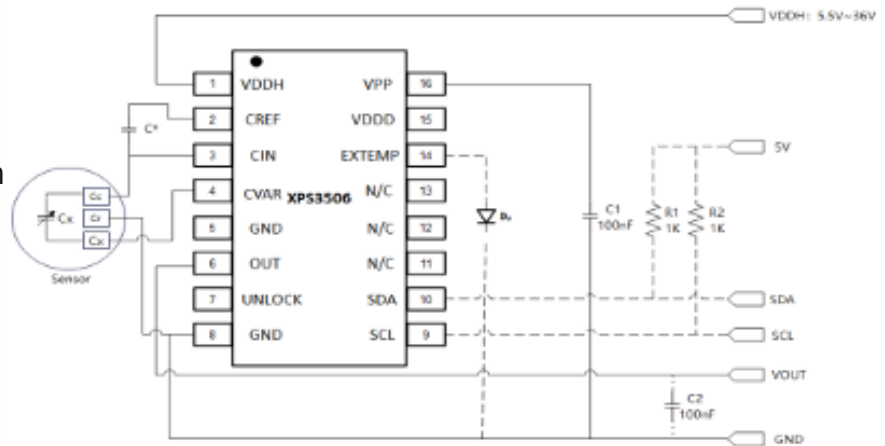 VDDH: 5.5V~36V
1 VDDH VPP 16
2 CREF VDDD 15
3 CIN EXTEMP 14
4 CVAR XPS3506 N/C 13
5 GND N/C 12
6 OUT N/C 11
7 UNLOCK SDA 10
8 GND SCL 9
Cx
Cr
Cx
Sensor
C1
100nF
R1
1K
R2
1K
5V
SDA
SCL
VOUT
C2
100nF
GND